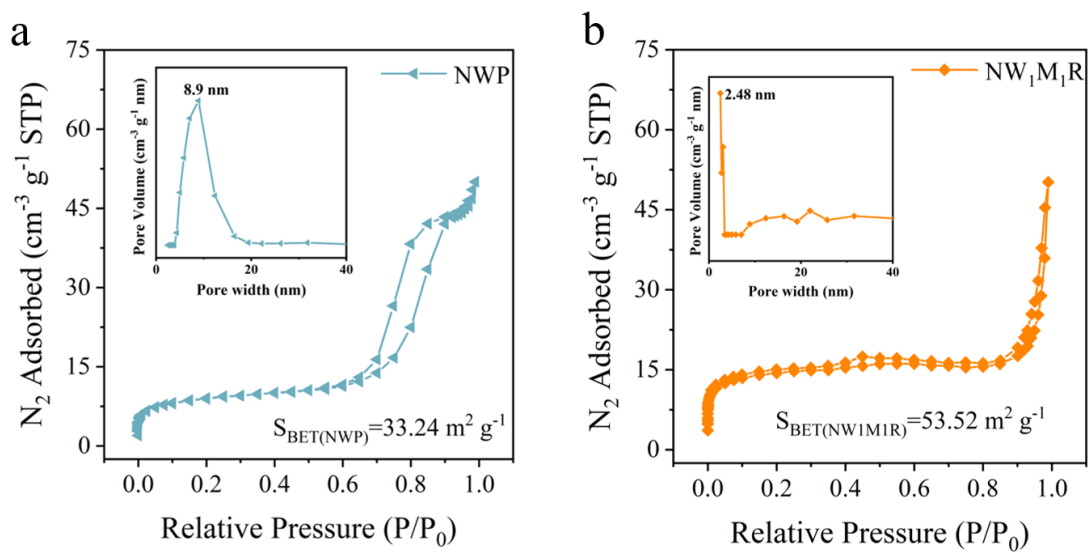 a
75
60
45
30
15
0
N₂ Adsorbed (cm⁻³ g⁻¹ STP)
NWP
8.9 nm
Pore Volume (cm⁻³ g⁻¹ nm)
0 20 40
Pore width (nm)
S_BET(NWP)=33.24 m² g⁻¹
0.0 0.2 0.4 0.6 0.8 1.0
Relative Pressure (P/P₀)
b
75
60
45
30
15
0
N₂ Adsorbed (cm⁻³ g⁻¹ STP)
NW₁M₁R
2.48 nm
Pore Volume (cm⁻³ g⁻¹ nm)
0 20 40
Pore width (nm)
S_BET(NW1M1R)=53.52 m² g⁻¹
0.0 0.2 0.4 0.6 0.8 1.0
Relative Pressure (P/P₀)